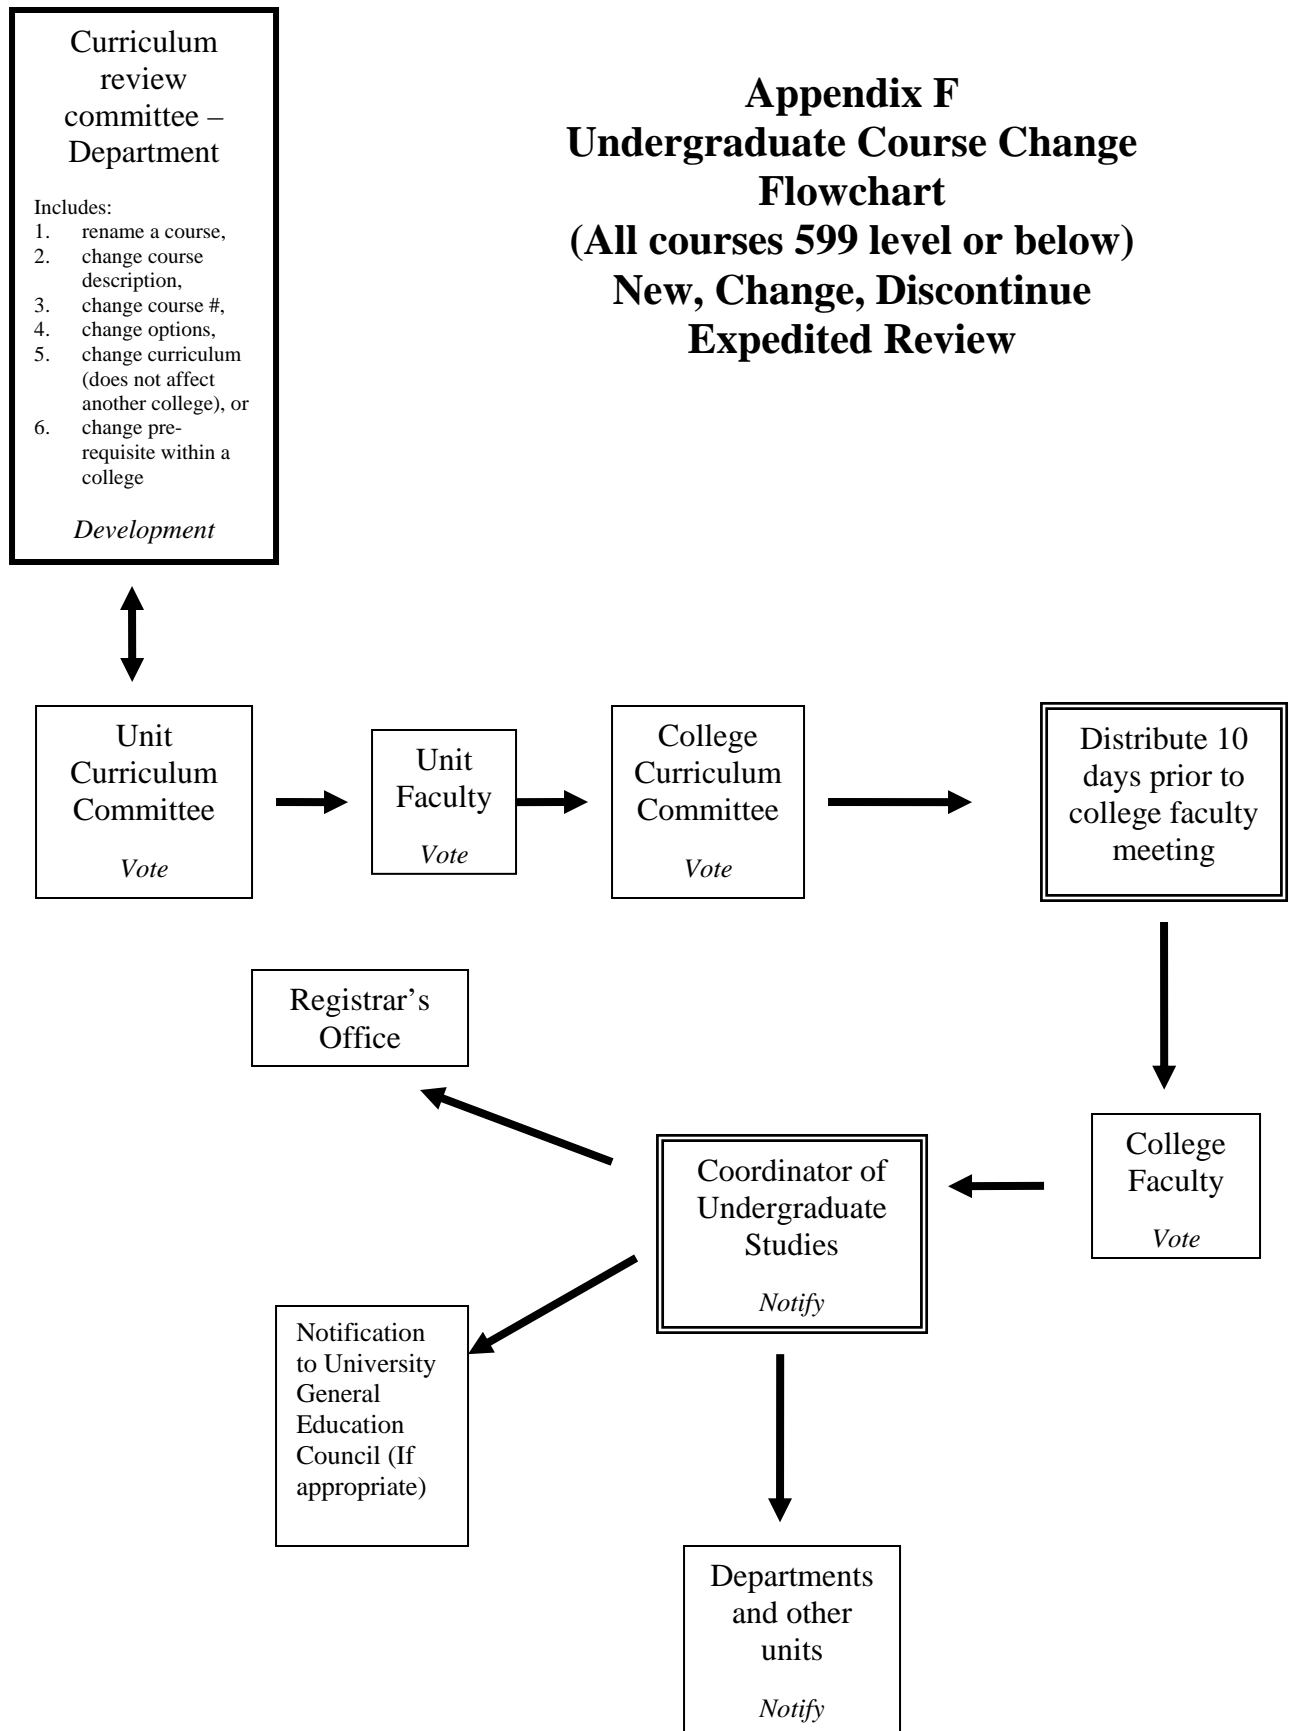 Curriculum
review
committee –
Department
Includes:
1. rename a course,
2. change course
description,
3. change course #,
4. change options,
5. change curriculum
(does not affect
another college), or
6. change pre-
requisite within a
college
Development
Appendix F
Undergraduate Course Change
Flowchart
(All courses 599 level or below)
New, Change, Discontinue
Expedited Review
Unit
Curriculum
Committee
Vote
Unit
Faculty
Vote
College
Curriculum
Committee
Vote
Distribute 10
days prior to
college faculty
meeting
Registrar’s
Office
College
Faculty
Vote
Coordinator of
Undergraduate
Studies
Notify
Notification
to University
General
Education
Council (If
appropriate)
Departments
and other
units
Notify